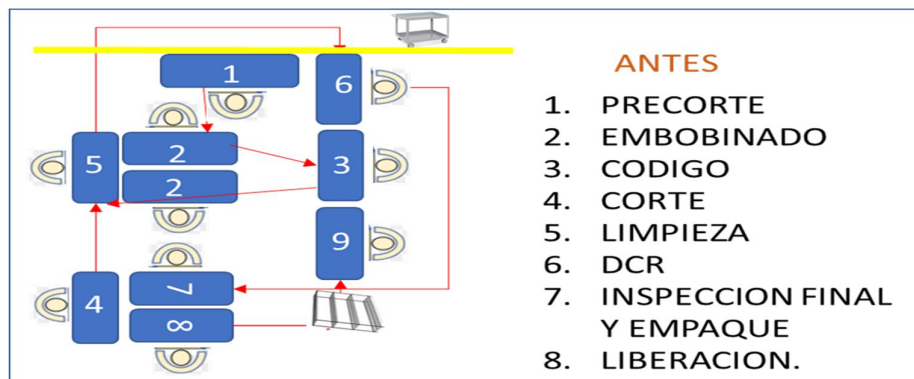 ANTES
1. PRECORTE
2. EMBOBINADO
3. CODIGO
4. CORTE
5. LIMPIEZA
6. DCR
7. INSPECCION FINAL
Y EMPAQUE
8. LIBERACION.
1
6
2
5
3
2
9
4
7
8